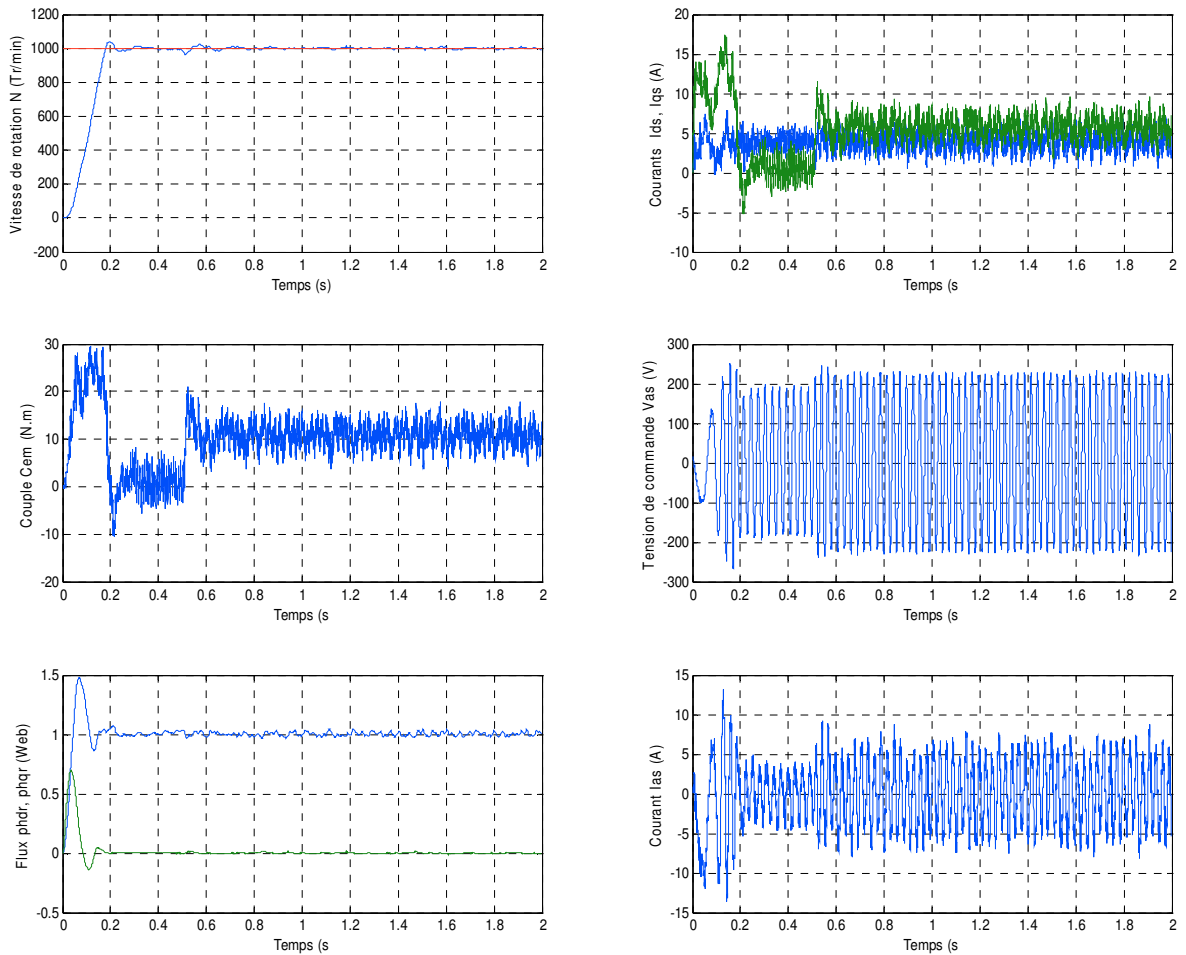 1200
1000
800
600
400
200
0
-200
0 0.2 0.4 0.6 0.8 1 1.2 1.4 1.6 1.8 2
Temps (s)
Vitesse de rotation N (Tr/min)
20
15
10
5
0
-5
-10
0 0.2 0.4 0.6 0.8 1 1.2 1.4 1.6 1.8 2
Temps (s
Courants Ids, Iqs (A)
30
20
10
0
-10
-20
0 0.2 0.4 0.6 0.8 1 1.2 1.4 1.6 1.8 2
Temps (s
Couple Cem (N.m)
300
200
100
0
-100
-200
-300
0 0.2 0.4 0.6 0.8 1 1.2 1.4 1.6 1.8 2
Temps (s
Tension de commande Vas (V)
1.5
1
0.5
0
-0.5
0 0.2 0.4 0.6 0.8 1 1.2 1.4 1.6 1.8 2
Temps (s
Flux phdr, phqr (Web)
15
10
5
0
-5
-10
-15
0 0.2 0.4 0.6 0.8 1 1.2 1.4 1.6 1.8 2
Temps (s
Courant Ias (A)